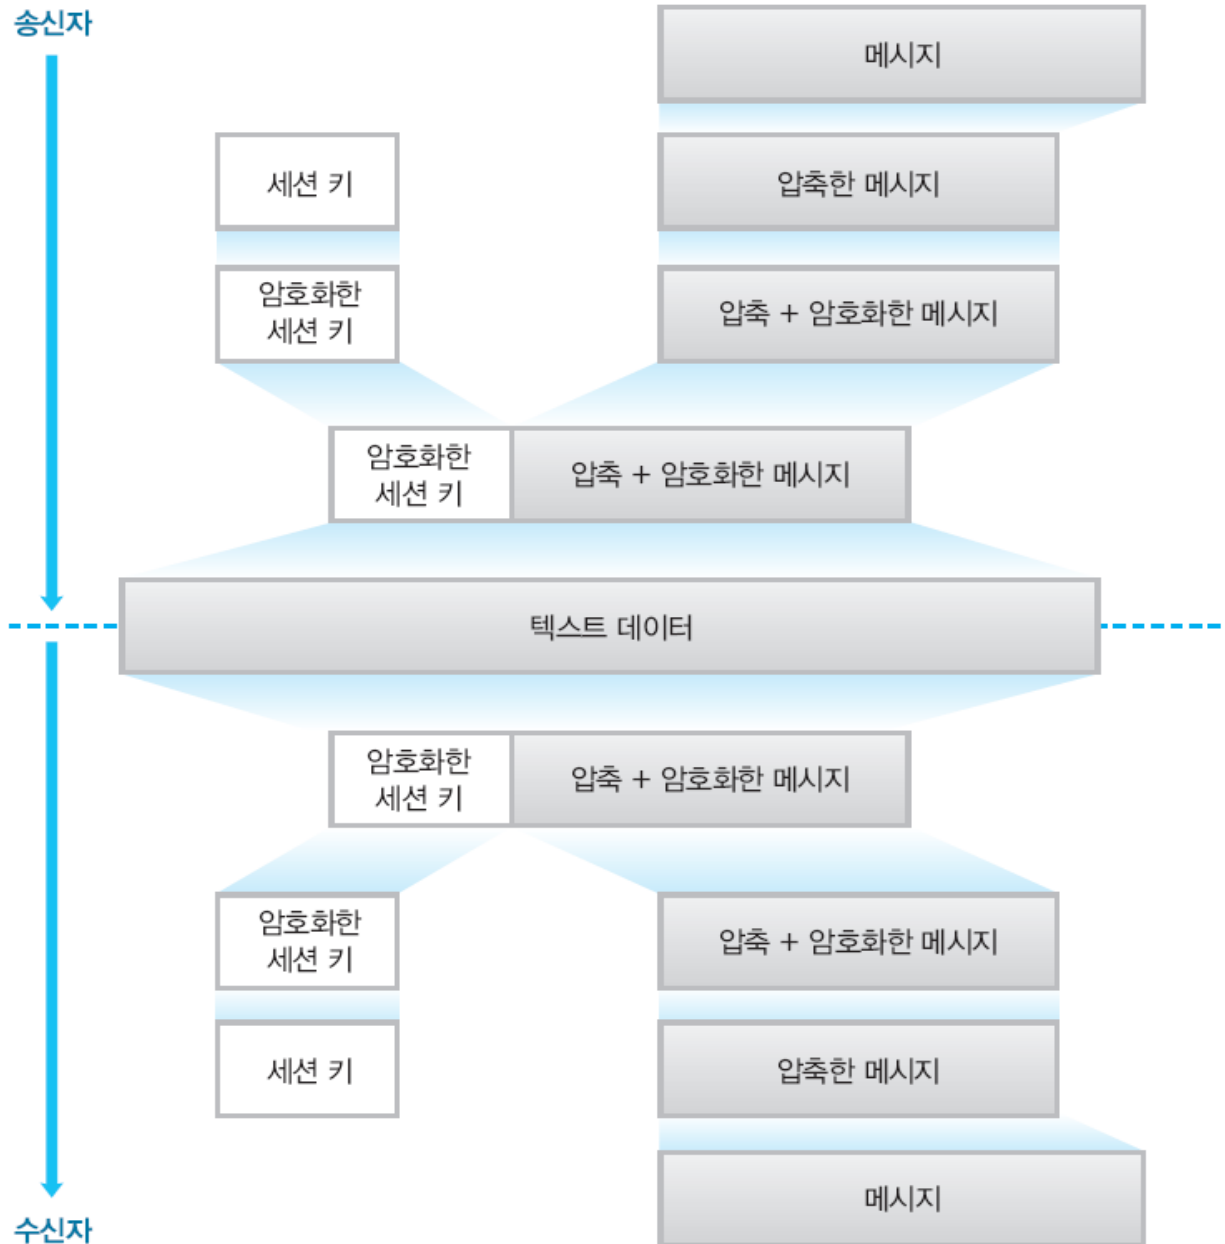 송신자
메시지
세션 키
압축한 메시지
암호화한
세션 키
압축 + 암호화한 메시지
암호화한
세션 키
압축 + 암호화한 메시지
텍스트 데이터
암호화한
세션 키
압축 + 암호화한 메시지
암호화한
세션 키
압축 + 암호화한 메시지
세션 키
압축한 메시지
메시지
수신자